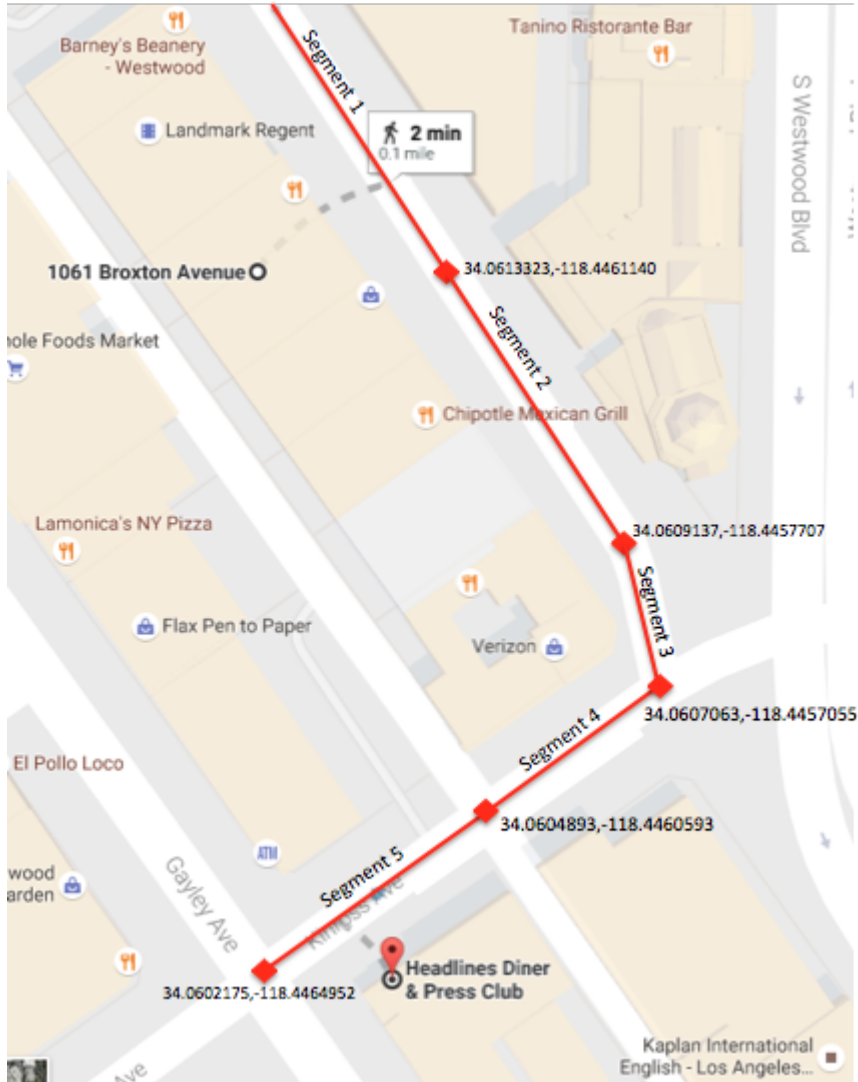 Tanino Ristorante Bar
Barney's Beanery
- Westwood
Segment 1
S Westwood Blvd
Landmark Regent
2 min
0.1 mile
34.0613323,-118.4461140
1061 Broxton Avenue
Segment 2
ole Foods Market
Chipotle Mexican Grill
Lamonica's NY Pizza
34.0609137,-118.4457707
Segment 3
Flax Pen to Paper
Verizon
34.0607063,-118.4457055
Segment 4
El Pollo Loco
34.0604893,-118.4460593
ATM
Segment 5
wood
arden
Gayley Ave
Kinross Ave
Headlines Diner
& Press Club
34.0602175,-118.4464952
Kaplan International
English - Los Angeles...
Ave